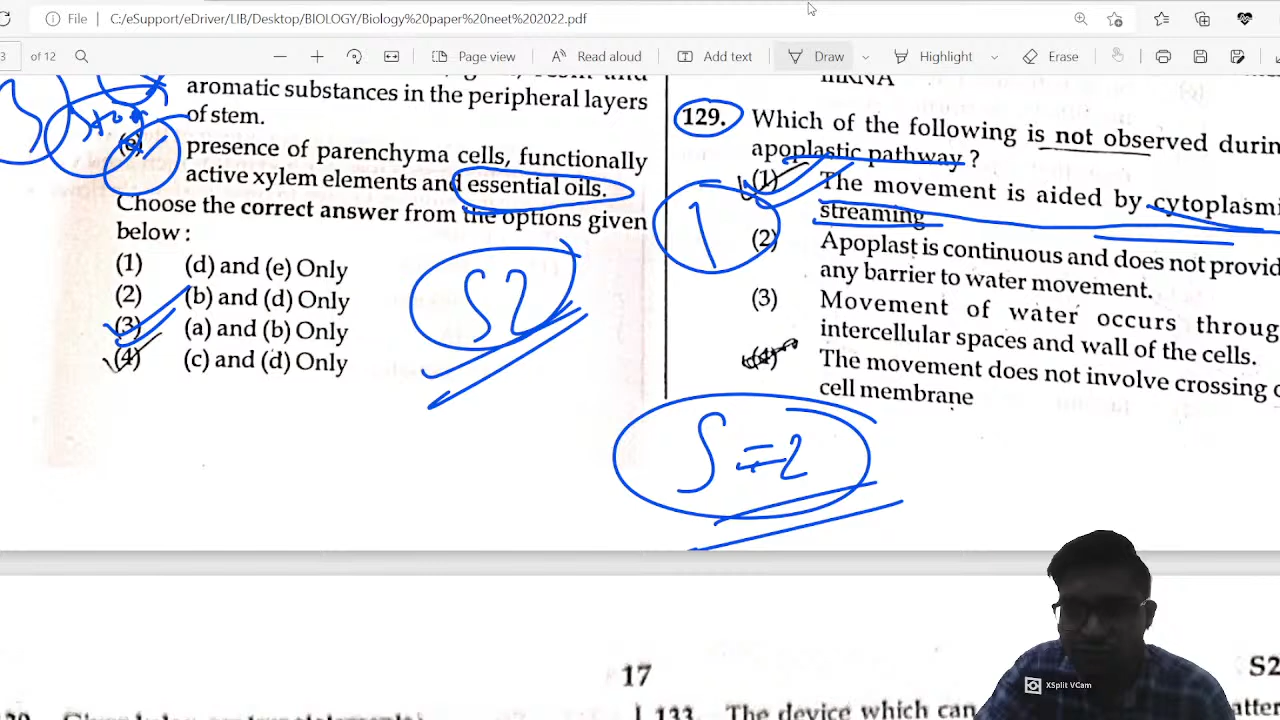 File
C:/eSupport/eDriver/LIB/Desktop/BIOLOGY/Biology%20paper%20neet%202022.pdf
3 of 12
Page view
Read aloud
Add text
Draw
Highlight
Erase
aromatic substances in the peripheral layers
of stem.
presence of parenchyma cells, functionally
active xylem elements and essential oils.
Choose the correct answer from the options given
below :
(1) (d) and (e) Only
(2) (b) and (d) Only
(3) (a) and (b) Only
(4) (c) and (d) Only
S2
mRNA
129. Which of the following is not observed durin
apoplastic pathway ?
(1) The movement is aided by cytoplasmi
streaming
1
(2) Apoplast is continuous and does not provid
any barrier to water movement.
(3) Movement of water occurs throug
intercellular spaces and wall of the cells.
(4) The movement does not involve crossing o
cell membrane
S=2
17
S2
133. The device which can
XSplit VCam